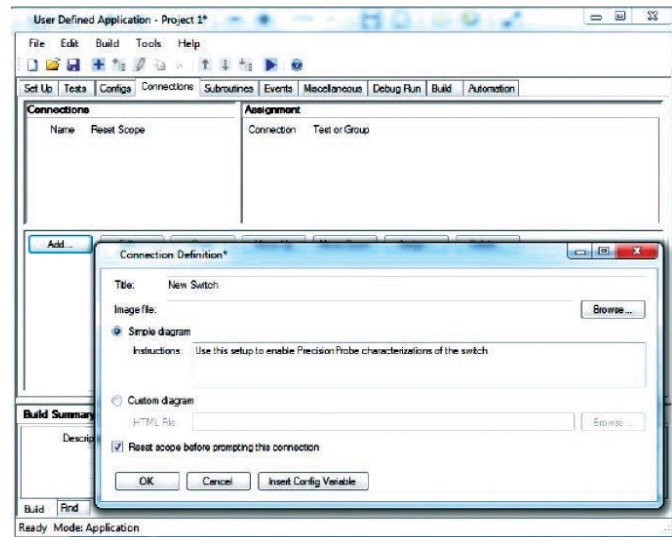 User Defined Application - Project 1*
File Edit Build Tools Help
Set Up Tests Configs Connections Subroutines Events Miscellaneous Debug Run Build Automation
Connections Assignment
Name Reset Scope Connection Test or Group
Add...
Connection Definition*
Title: New Switch
Image file: Browse...
Simple diagram
Instructions: Use this setup to enable Precision Probe characterizations of the switch
Custom diagram
HTML File: Browse...
Reset scope before prompting this connection
OK Cancel Insert Config Variable
Build Summary
Build Find
Ready Mode: Application